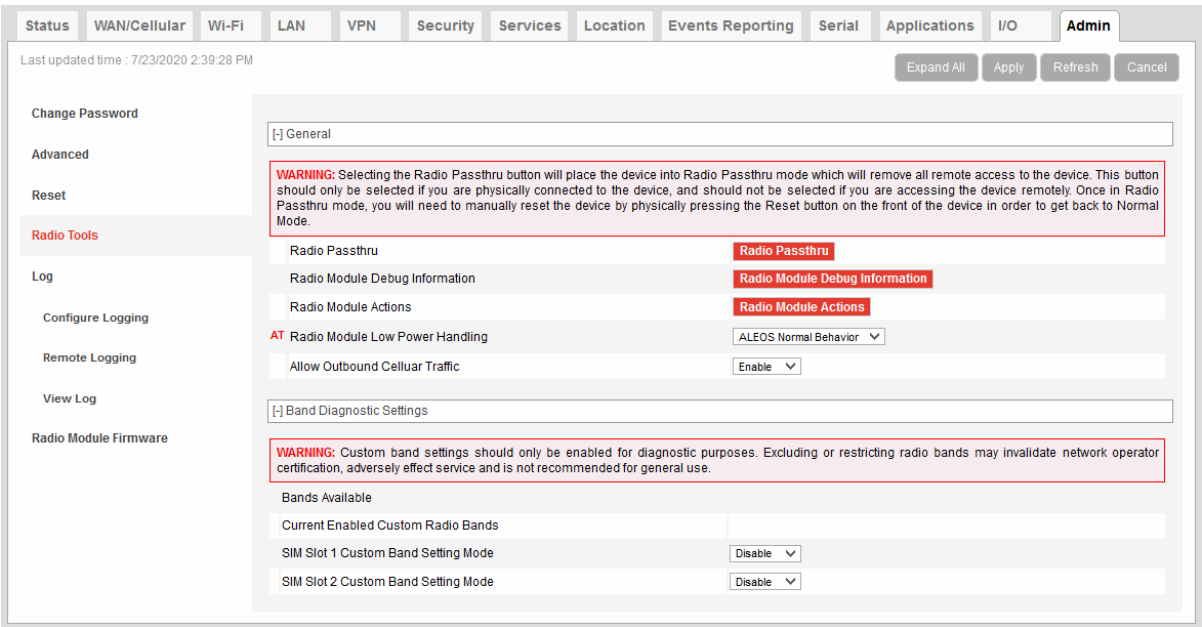 Status WAN/Cellular Wi-Fi LAN VPN Security Services Location Events Reporting Serial Applications I/O Admin
Last updated time : 7/23/2020 2:39:28 PM
Expand All Apply Refresh Cancel
Change Password
Advanced
Reset
Radio Tools
Log
Configure Logging
Remote Logging
View Log
Radio Module Firmware
[-] General
WARNING: Selecting the Radio Passthru button will place the device into Radio Passthru mode which will remove all remote access to the device. This button
should only be selected if you are physically connected to the device, and should not be selected if you are accessing the device remotely. Once in Radio
Passthru mode, you will need to manually reset the device by physically pressing the Reset button on the front of the device in order to get back to Normal
Mode.
Radio Passthru Radio Passthru
Radio Module Debug Information Radio Module Debug Information
Radio Module Actions Radio Module Actions
AT Radio Module Low Power Handling ALEOS Normal Behavior
Allow Outbound Celluar Traffic Enable
[-] Band Diagnostic Settings
WARNING: Custom band settings should only be enabled for diagnostic purposes. Excluding or restricting radio bands may invalidate network operator
certification, adversely effect service and is not recommended for general use.
Bands Available
Current Enabled Custom Radio Bands
SIM Slot 1 Custom Band Setting Mode Disable
SIM Slot 2 Custom Band Setting Mode Disable